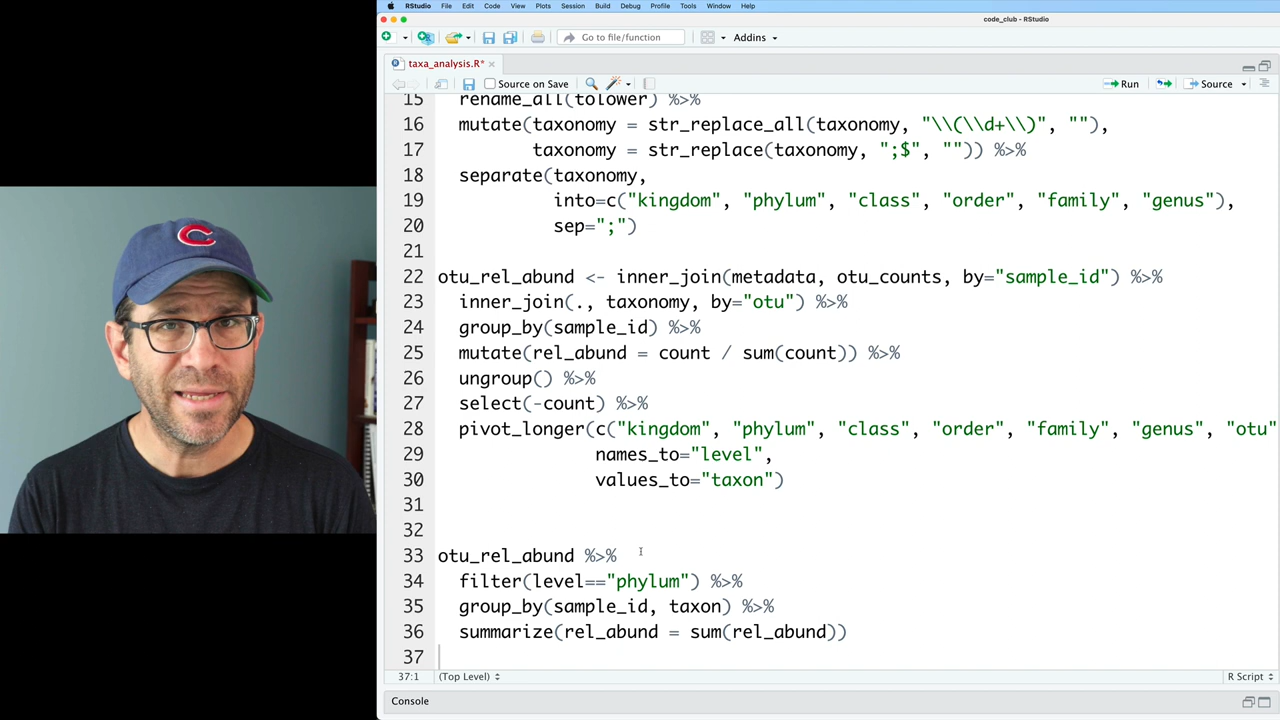 RStudio File Edit Code View Plots Session Build Debug Profile Tools Window Help
code_club - RStudio
Go to file/function Addins
taxa_analysis.R*
Source on Save Run Source
15 rename_all(tolower) %>%
16 mutate(taxonomy = str_replace_all(taxonomy, "\\(\\d+\\)", ""),
17 taxonomy = str_replace(taxonomy, ";$", "")) %>%
18 separate(taxonomy,
19 into=c("kingdom", "phylum", "class", "order", "family", "genus"),
20 sep=";")
21
22 otu_rel_abund <- inner_join(metadata, otu_counts, by="sample_id") %>%
23 inner_join(., taxonomy, by="otu") %>%
24 group_by(sample_id) %>%
25 mutate(rel_abund = count / sum(count)) %>%
26 ungroup() %>%
27 select(-count) %>%
28 pivot_longer(c("kingdom", "phylum", "class", "order", "family", "genus", "otu"
29 names_to="level",
30 values_to="taxon")
31
32
33 otu_rel_abund %>%
34 filter(level=="phylum") %>%
35 group_by(sample_id, taxon) %>%
36 summarize(rel_abund = sum(rel_abund))
37
37:1 (Top Level) R Script
Console
C